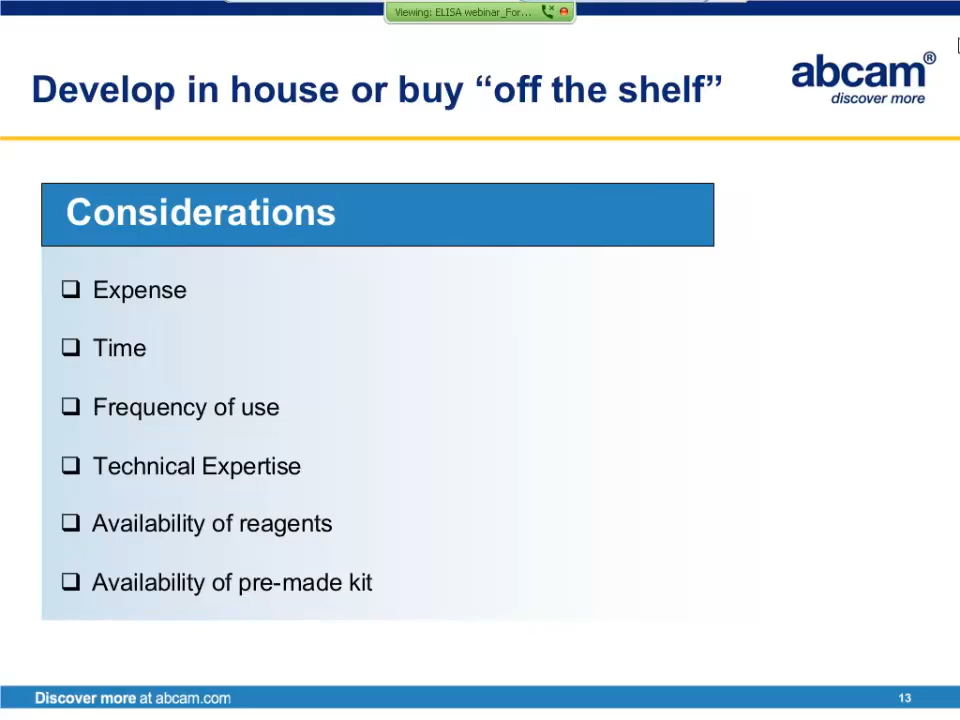 Viewing: ELISA webinar_For...
Develop in house or buy “off the shelf”
abcam®
discover more
Considerations
❑ Expense
❑ Time
❑ Frequency of use
❑ Technical Expertise
❑ Availability of reagents
❑ Availability of pre-made kit
Discover more at abcam.com
13